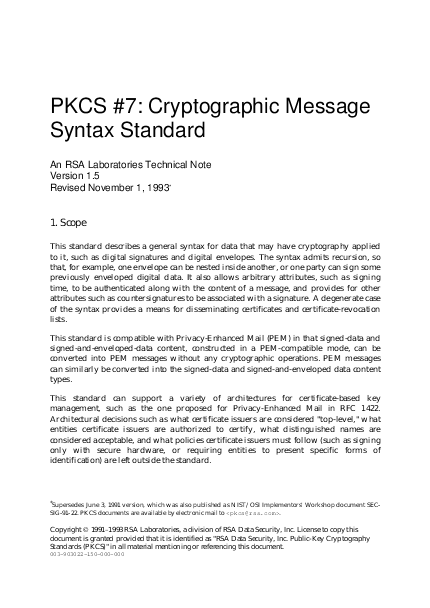 PKCS #7: Cryptographic Message
Syntax Standard
An RSA Laboratories Technical Note
Version 1.5
Revised November 1, 1993*
1. Scope
This standard describes a general syntax for data that may have cryptography applied
to it, such as digital signatures and digital envelopes. The syntax admits recursion, so
that, for example, one envelope can be nested inside another, or one party can sign some
previously enveloped digital data. It also allows arbitrary attributes, such as signing
time, to be authenticated along with the content of a message, and provides for other
attributes such as countersignatures to be associated with a signature. A degenerate case
of the syntax provides a means for disseminating certificates and certificate-revocation
lists.
This standard is compatible with Privacy-Enhanced Mail (PEM) in that signed-data and
signed-and-enveloped-data content, constructed in a PEM-compatible mode, can be
converted into PEM messages without any cryptographic operations. PEM messages
can similarly be converted into the signed-data and signed-and-enveloped data content
types.
This standard can support a variety of architectures for certificate-based key
management, such as the one proposed for Privacy-Enhanced Mail in RFC 1422.
Architectural decisions such as what certificate issuers are considered "top-level," what
entities certificate issuers are authorized to certify, what distinguished names are
considered acceptable, and what policies certificate issuers must follow (such as signing
only with secure hardware, or requiring entities to present specific forms of
identification) are left outside the standard.
*Supersedes June 3, 1991 version, which was also published as NIST/OSI Implementors' Workshop document SEC-
SIG-91-22. PKCS documents are available by electronic mail to <pkcs@rsa.com>.
Copyright © 1991-1993 RSA Laboratories, a division of RSA Data Security, Inc. License to copy this
document is granted provided that it is identified as "RSA Data Security, Inc. Public-Key Cryptography
Standards (PKCS)" in all material mentioning or referencing this document.
003-903022-150-000-000